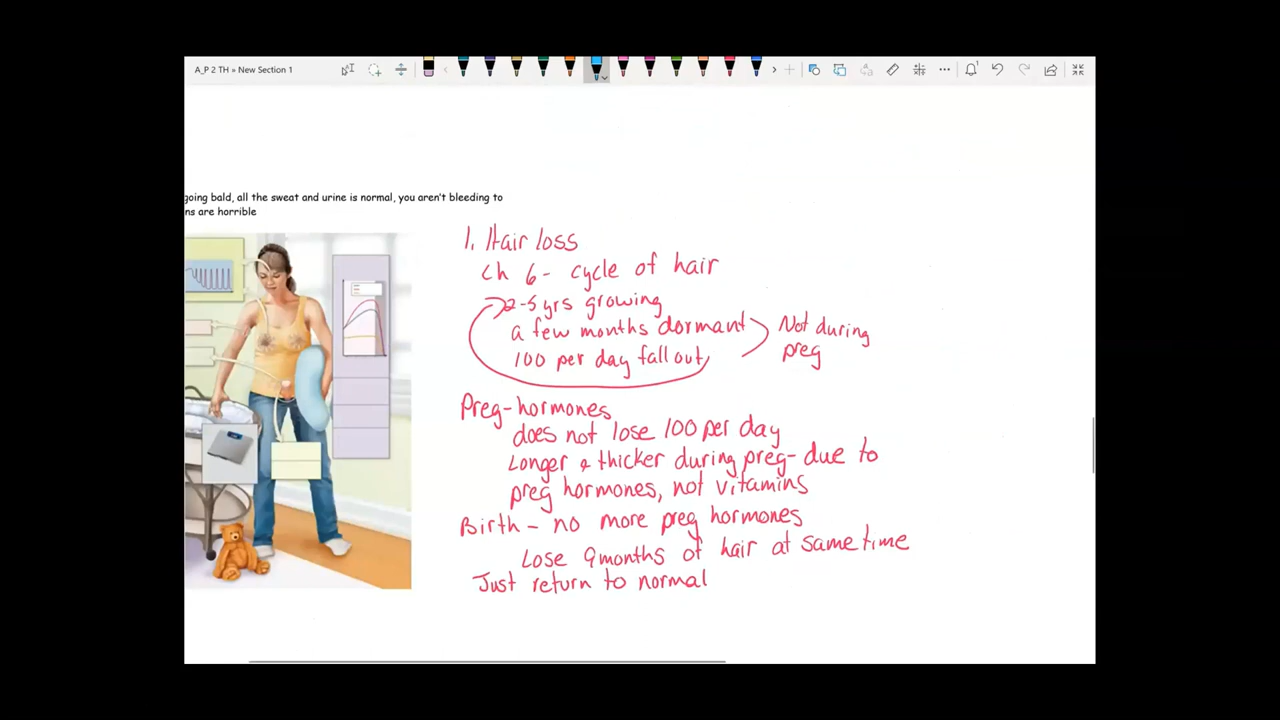 A_P 2 TH » New Section 1
going bald, all the sweat and urine is normal, you aren't bleeding to
ns are horrible
1. Hair loss
Ch 6 - cycle of hair
2-5 yrs growing
a few months dormant
100 per day fall out
Not during
preg
Preg - hormones
does not lose 100 per day
Longer & thicker during preg - due to
preg hormones, not vitamins
Birth - no more preg hormones
Lose 9 months of hair at same time
Just return to normal